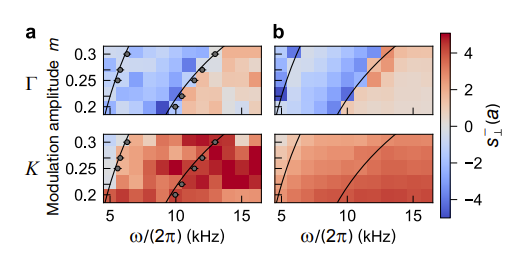 a
b
Modulation amplitude m
Γ
0.3
0.25
0.2
K
0.3
0.25
0.2
5
10
15
5
10
15
ω/(2π) (kHz)
ω/(2π) (kHz)
4
2
0
−2
−4
s⊥⁻(a)